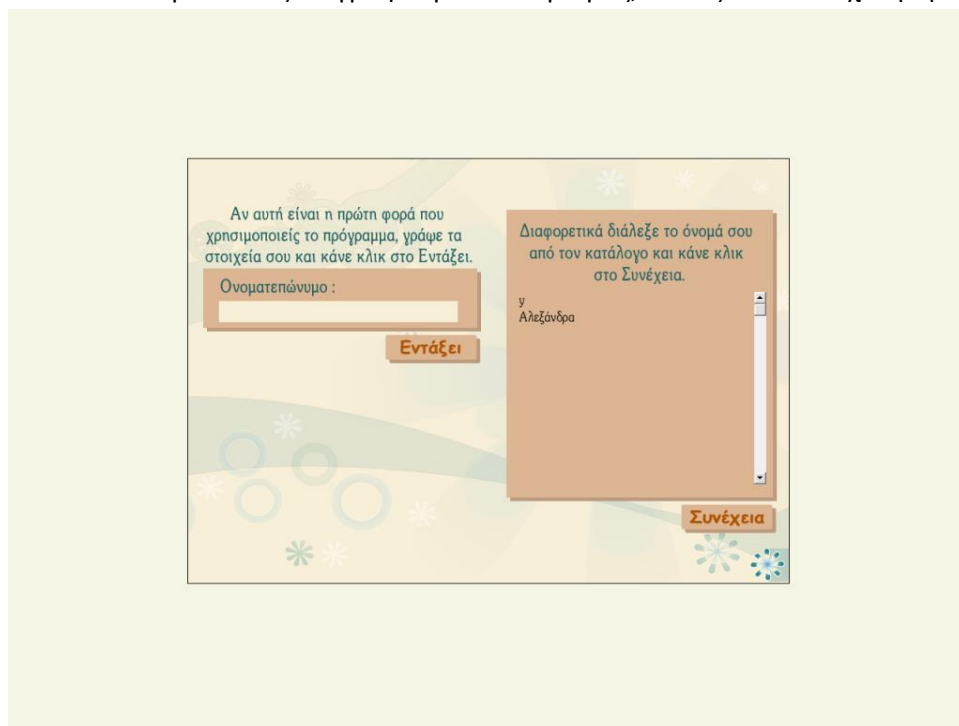 Αν αυτή είναι η πρώτη φορά που
χρησιμοποιείς το πρόγραμμα, γράψε τα
στοιχεία σου και κάνε κλικ στο Εντάξει.
Ονοματεπώνυμο :
Εντάξει
Διαφορετικά διάλεξε το όνομά σου
από τον κατάλογο και κάνε κλικ
στο Συνέχεια.
y
Αλεξάνδρα
Συνέχεια